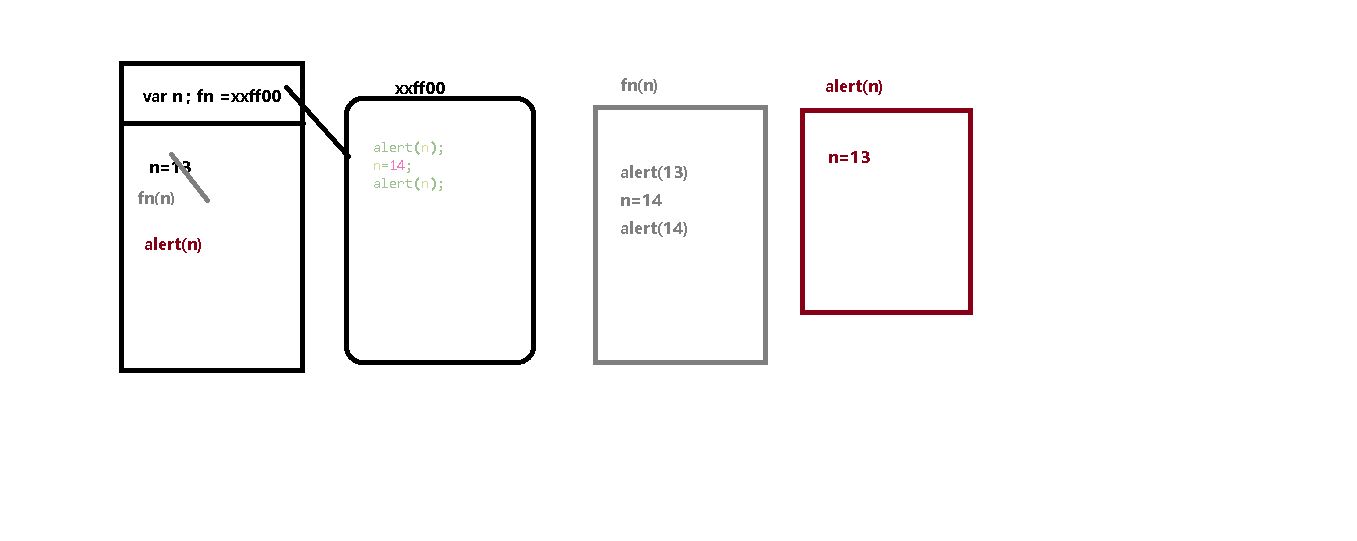 var n ; fn =xxff00
n=13
fn(n)
alert(n)
xxff00
alert(n);
n=14;
alert(n);
fn(n)
alert(13)
n=14
alert(14)
alert(n)
n=13